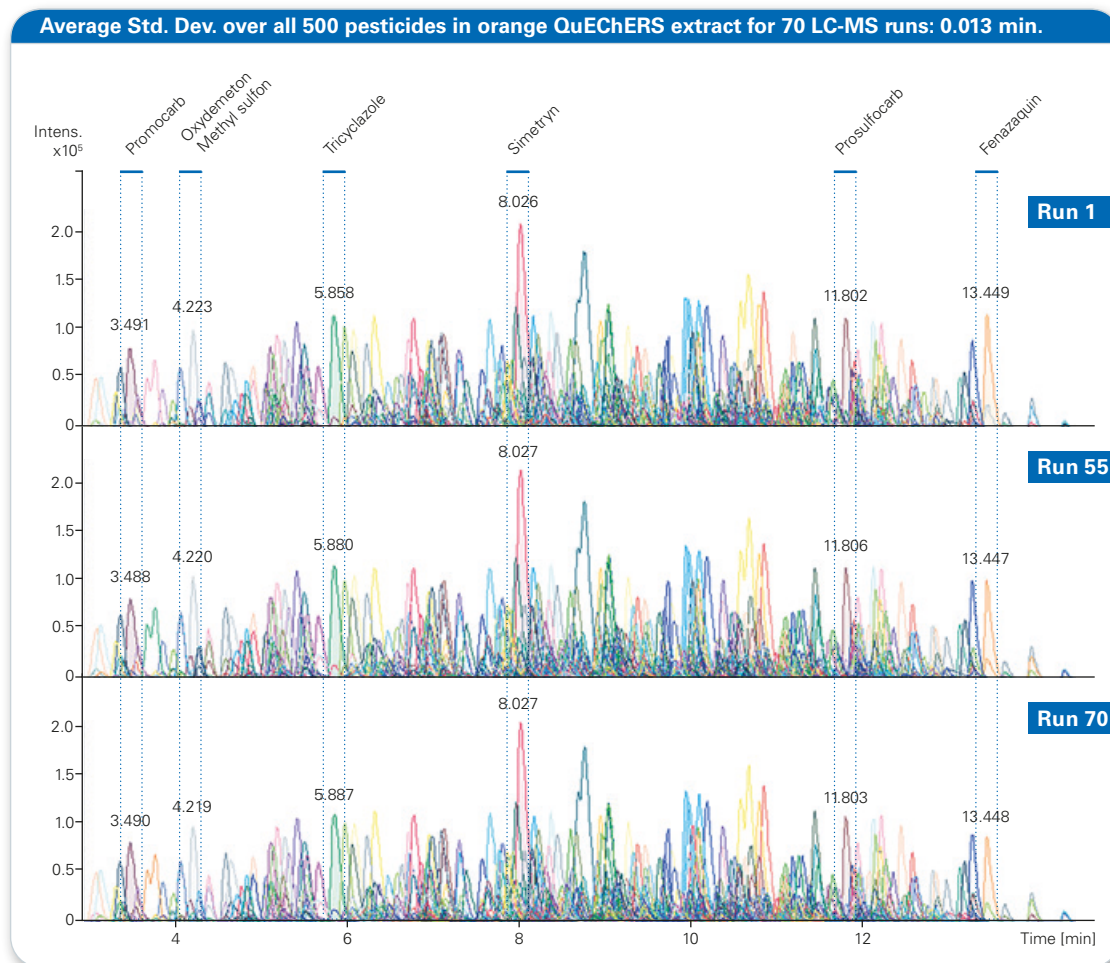 Average Std. Dev. over all 500 pesticides in orange QuEChERS extract for 70 LC-MS runs: 0.013 min.
Promocarb
Oxydemeton
Methyl sulfon
Tricyclazole
Simetryn
Prosulfocarb
Fenazaquin
Intens.
x10⁵
Run 1
2.0
1.5
1.0
0.5
0
3.491
4.223
5.858
8.026
11.802
13.449
Run 55
2.0
1.5
1.0
0.5
0
3.488
4.220
5.880
8.027
11.806
13.447
Run 70
2.0
1.5
1.0
0.5
0
3.490
4.219
5.887
8.027
11.803
13.448
4 6 8 10 12 Time [min]